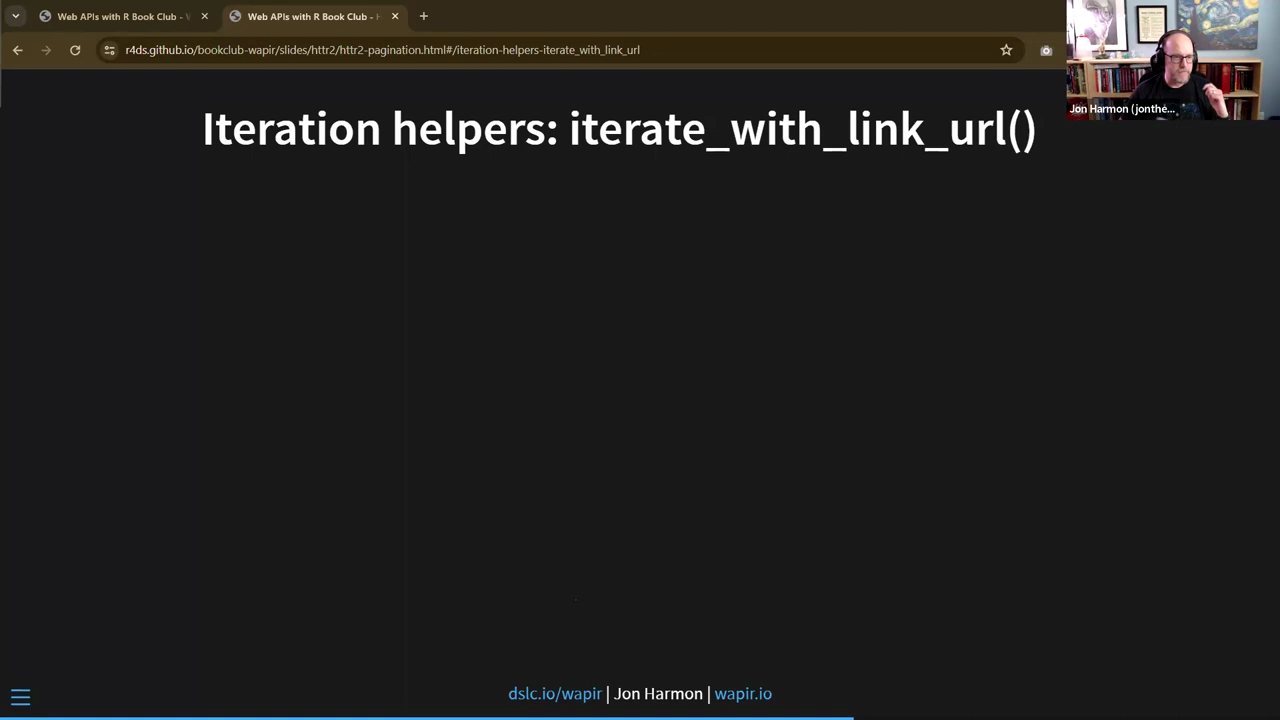 Web APIs with R Book Club - W
Web APIs with R Book Club - H
r4ds.github.io/bookclub-wapir/slides/httr2/httr2-pagination.html#/iteration-helpers-iterate_with_link_url
Jon Harmon (jonthe...
Iteration helpers: iterate_with_link_url()
dslc.io/wapir | Jon Harmon | wapir.io